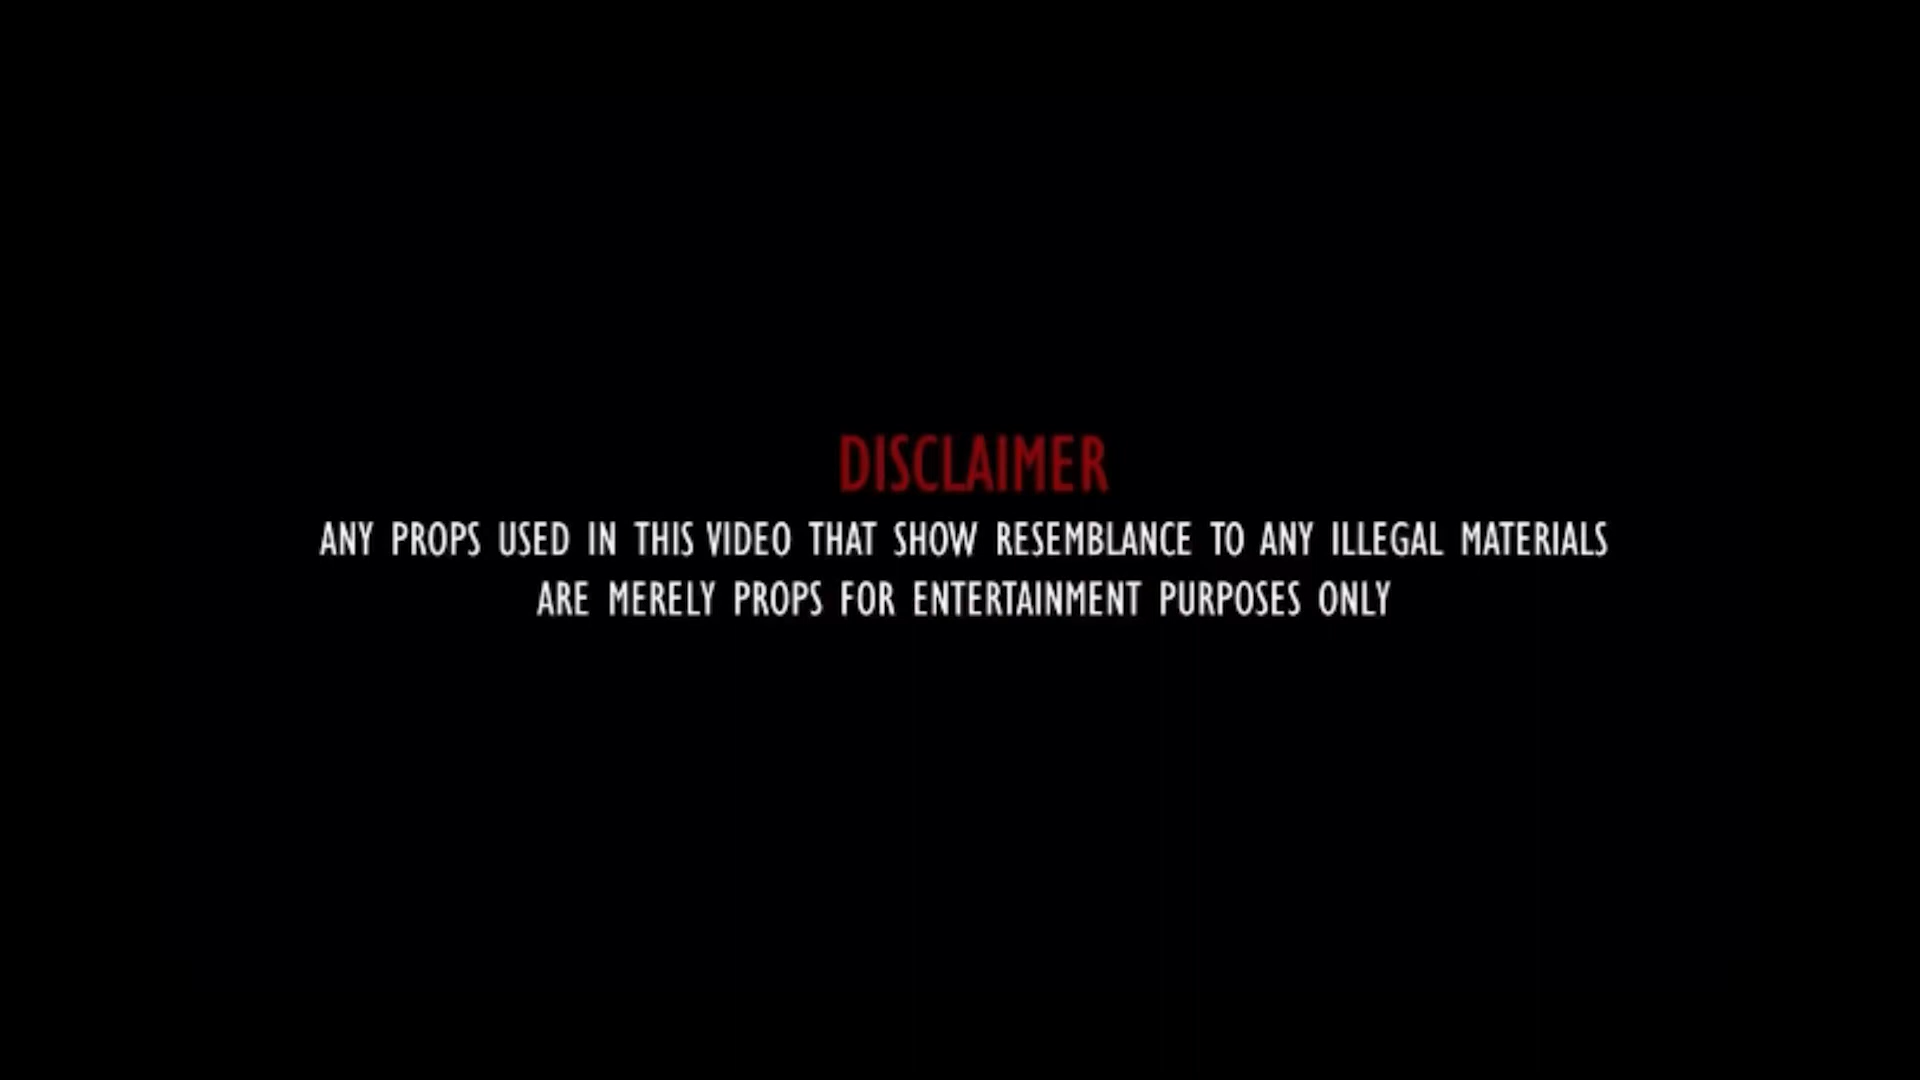 DISCLAIMER
ANY PROPS USED IN THIS VIDEO THAT SHOW RESEMBLANCE TO ANY ILLEGAL MATERIALS
ARE MERELY PROPS FOR ENTERTAINMENT PURPOSES ONLY